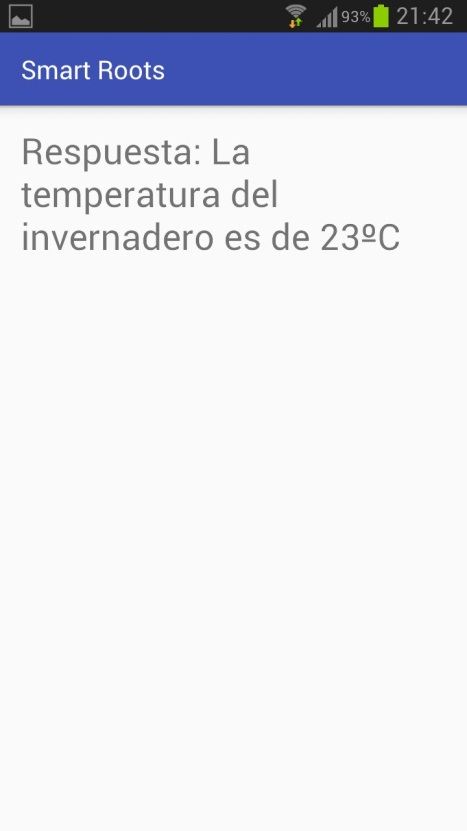 93% 21:42
Smart Roots
Respuesta: La
temperatura del
invernadero es de 23ºC